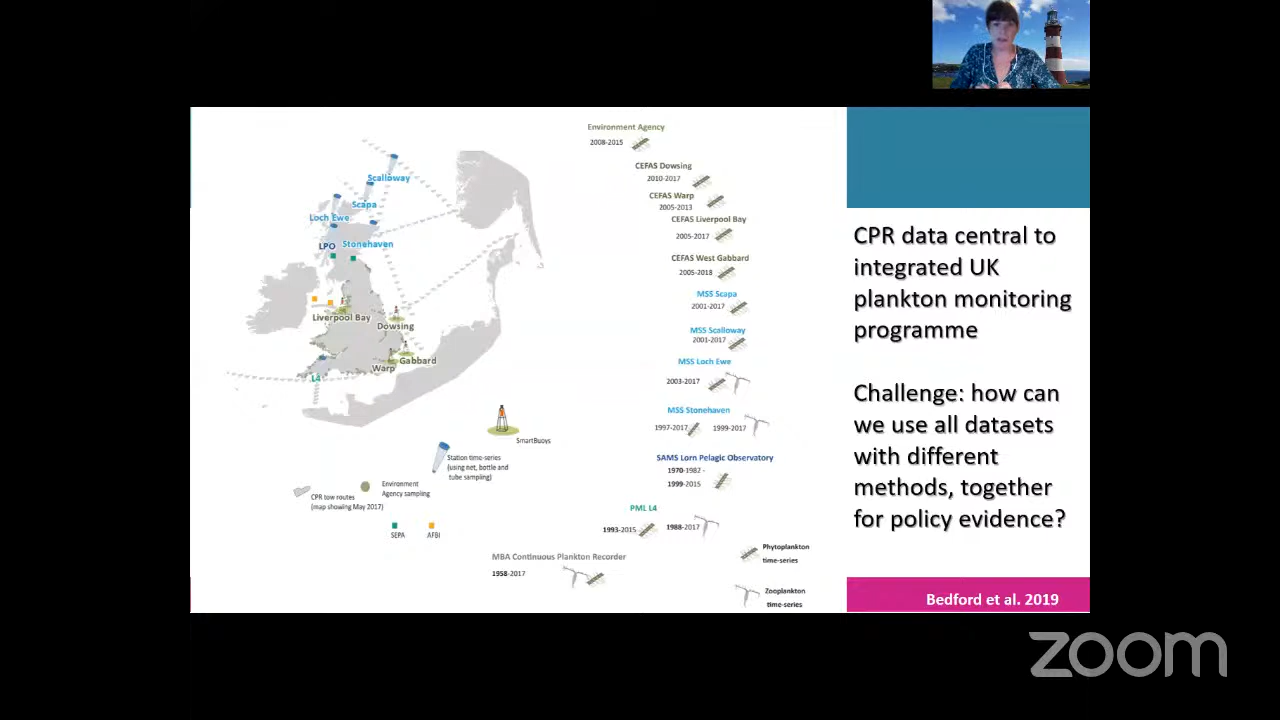 Environment Agency
2008-2015
CEFAS Dowsing
2010-2017
CEFAS Warp
2005-2013
CEFAS Liverpool Bay
2005-2017
CEFAS West Gabbard
2005-2018
MSS Scapa
2001-2017
MSS Scalloway
2001-2017
MSS Loch Ewe
2003-2017
MSS Stonehaven
1997-2017 1999-2017
SAMS Lorn Pelagic Observatory
1970-1982 -
1999-2015
PML L4
1993-2015 1988-2017
MBA Continuous Plankton Recorder
1958-2017
Phytoplankton
time-series
Zooplankton
time-series
Scalloway
Scapa
Loch Ewe
LPO
Stonehaven
Liverpool Bay
Dowsing
Gabbard
Warp
L4
SmartBuoys
Station time-series
(using net, bottle and
tube sampling)
Environment
Agency sampling
CPR tow routes
(map showing May 2017)
SEPA
AFBI
CPR data central to
integrated UK
plankton monitoring
programme
Challenge: how can
we use all datasets
with different
methods, together
for policy evidence?
Bedford et al. 2019
zoom